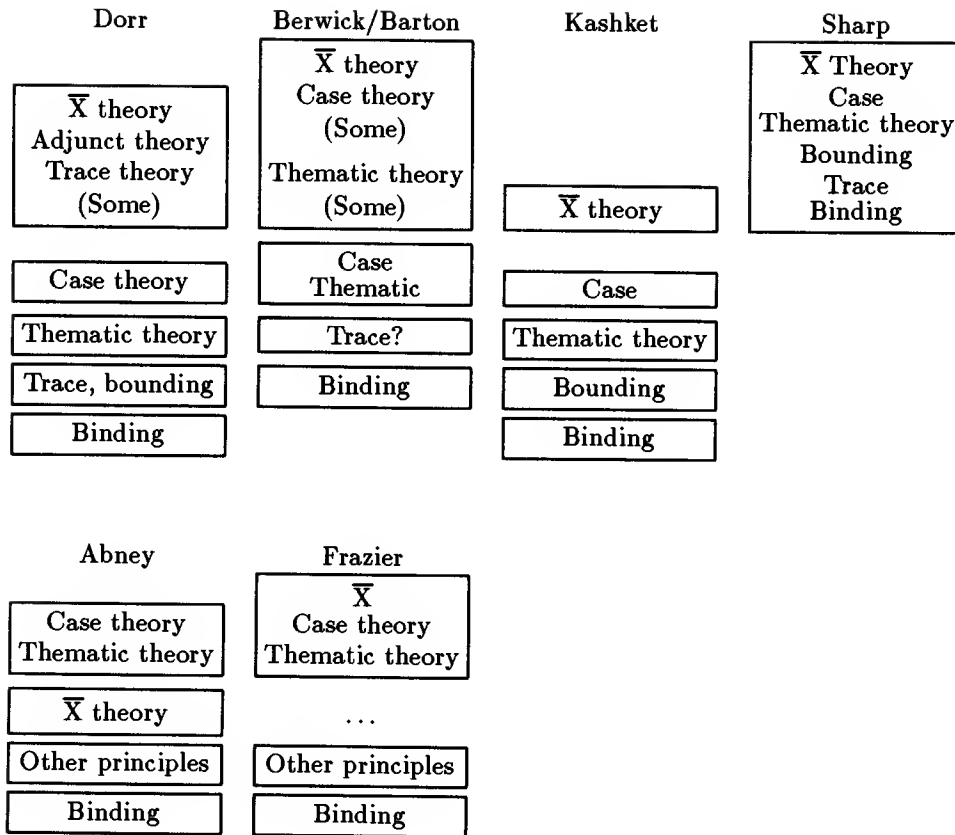 Dorr
X̅ theory
Adjunct theory
Trace theory
(Some)
Case theory
Thematic theory
Trace, bounding
Binding
Berwick/Barton
X̅ theory
Case theory
(Some)
Thematic theory
(Some)
Case
Thematic
Trace?
Binding
Kashket
X̅ theory
Case
Thematic theory
Bounding
Binding
Sharp
X̅ Theory
Case
Thematic theory
Bounding
Trace
Binding
Abney
Case theory
Thematic theory
X̅ theory
Other principles
Binding
Frazier
X̅
Case theory
Thematic theory
...
Other principles
Binding